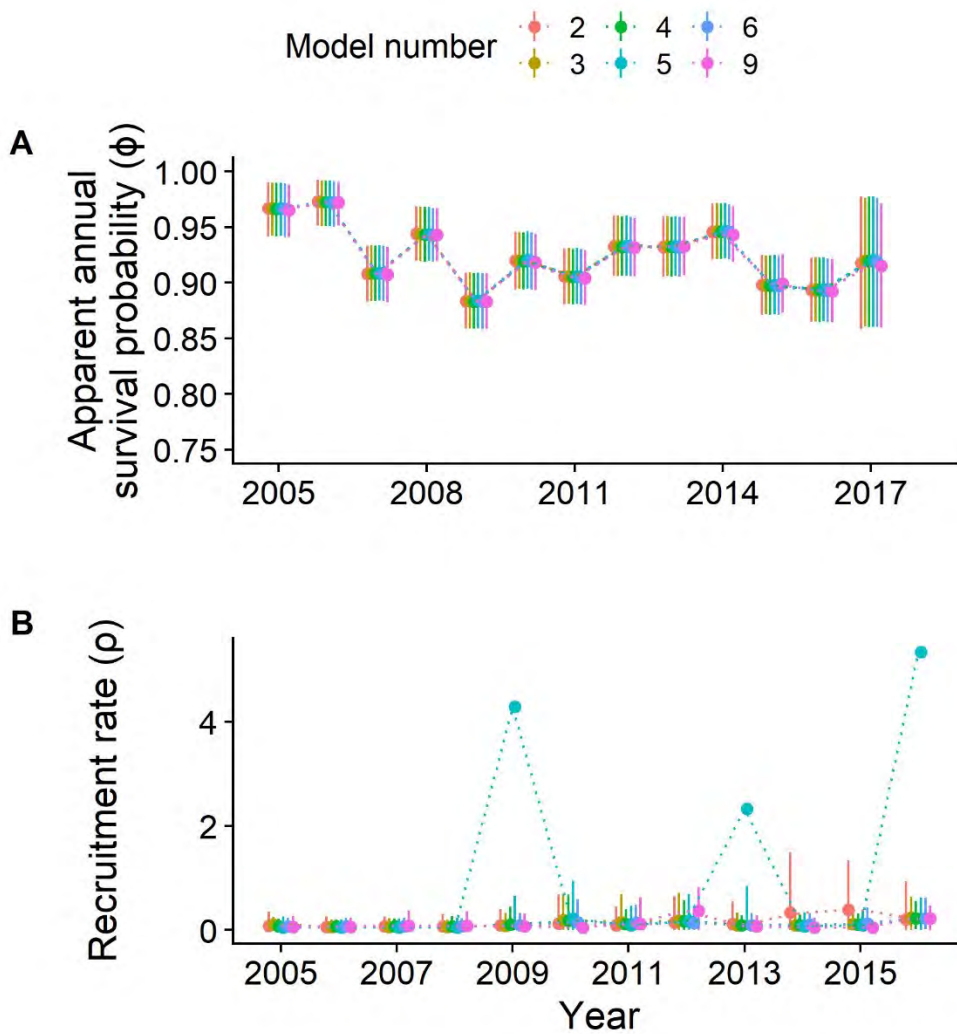 Model number 2 4 6
3 5 9
A
Apparent annual
survival probability (ϕ)
1.00
0.95
0.90
0.85
0.80
0.75
2005 2008 2011 2014 2017
B
Recruitment rate (ρ)
4
2
0
2005 2007 2009 2011 2013 2015
Year